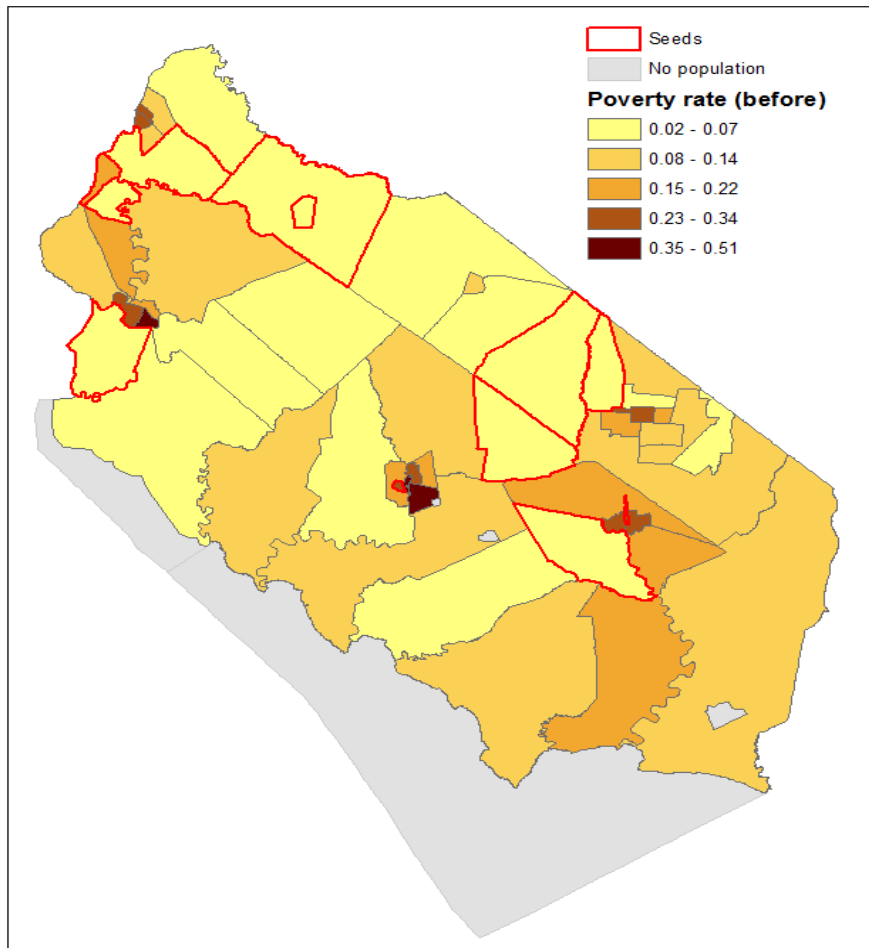 Seeds
No population
Poverty rate (before)
0.02 - 0.07
0.08 - 0.14
0.15 - 0.22
0.23 - 0.34
0.35 - 0.51